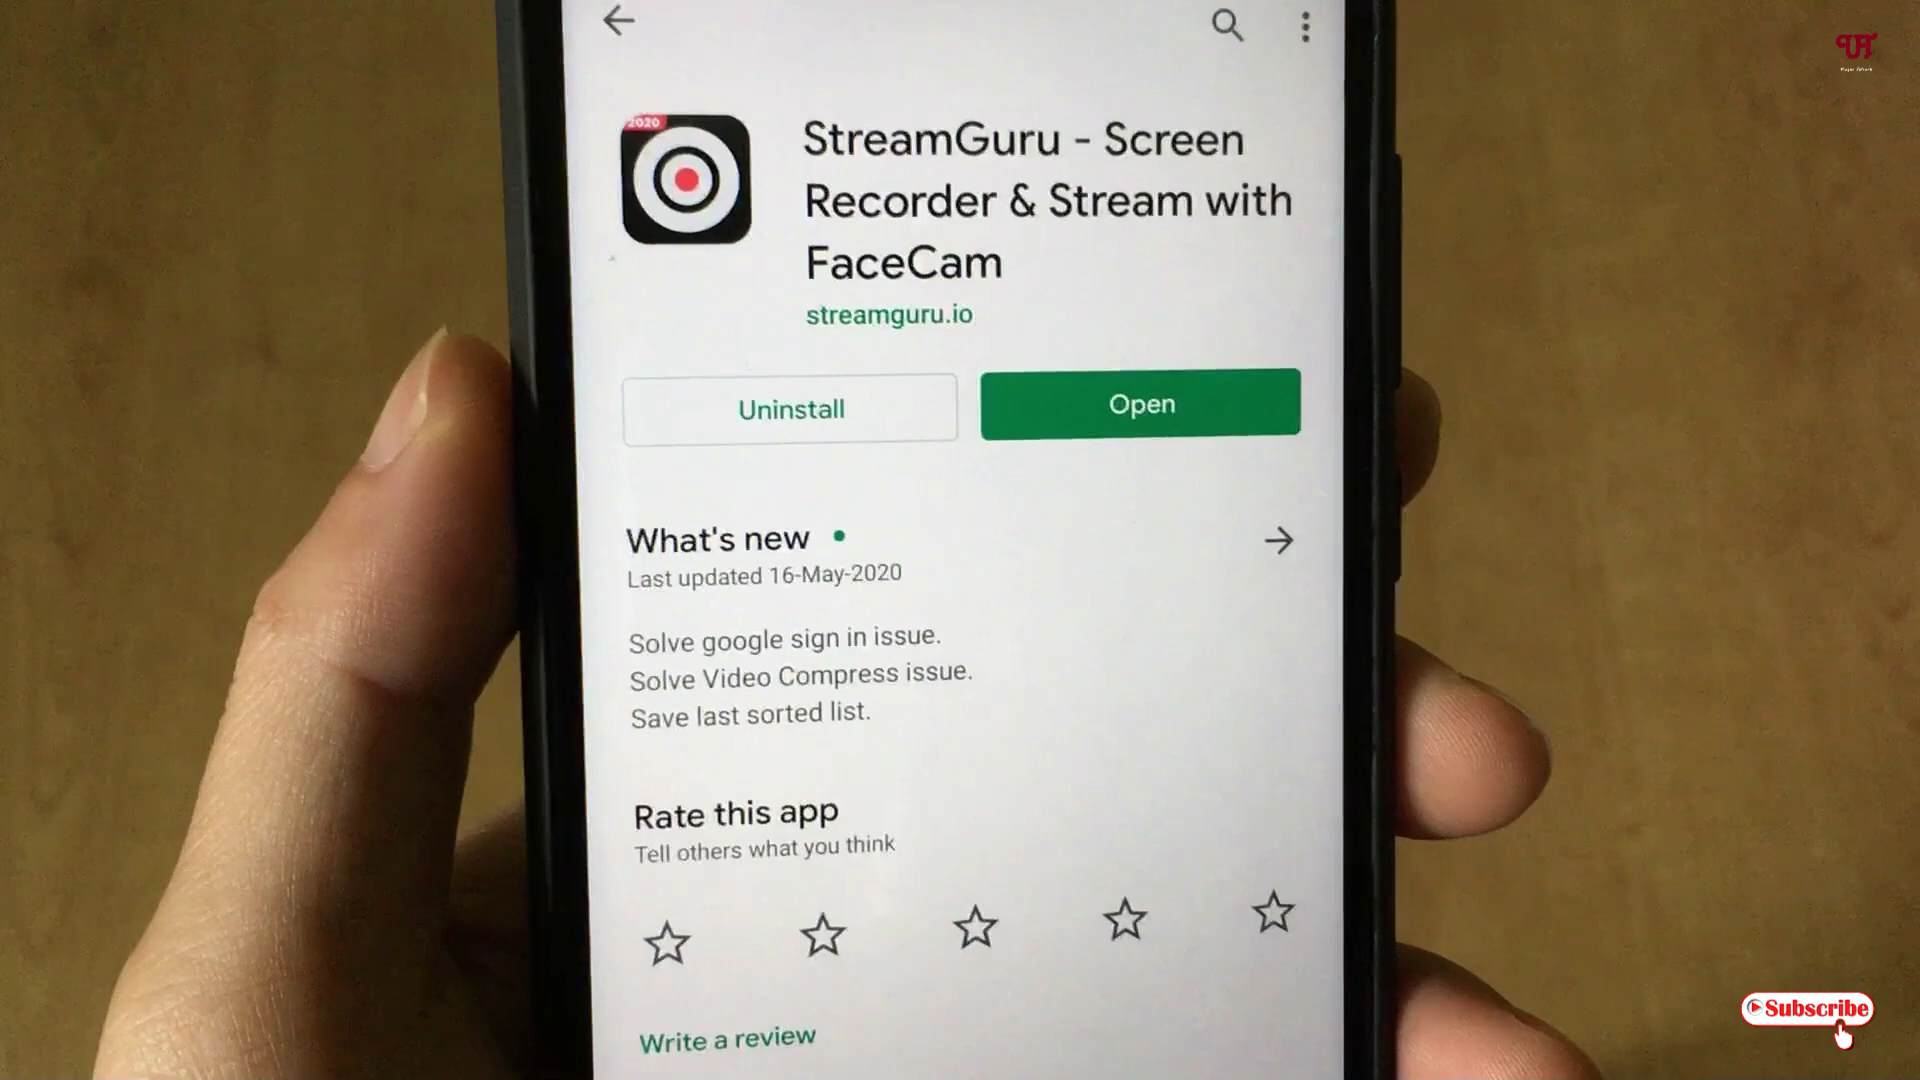 2020
StreamGuru - Screen
Recorder & Stream with
FaceCam
streamguru.io
Uninstall
Open
What's new
Last updated 16-May-2020
Solve google sign in issue.
Solve Video Compress issue.
Save last sorted list.
Rate this app
Tell others what you think
Write a review
Subscribe